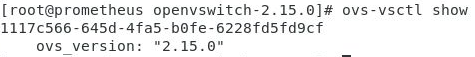 [root@prometheus openvswitch-2.15.0]# ovs-vsctl show
1117c566-645d-4fa5-b0fe-6228fd5fd9cf
    ovs_version: "2.15.0"